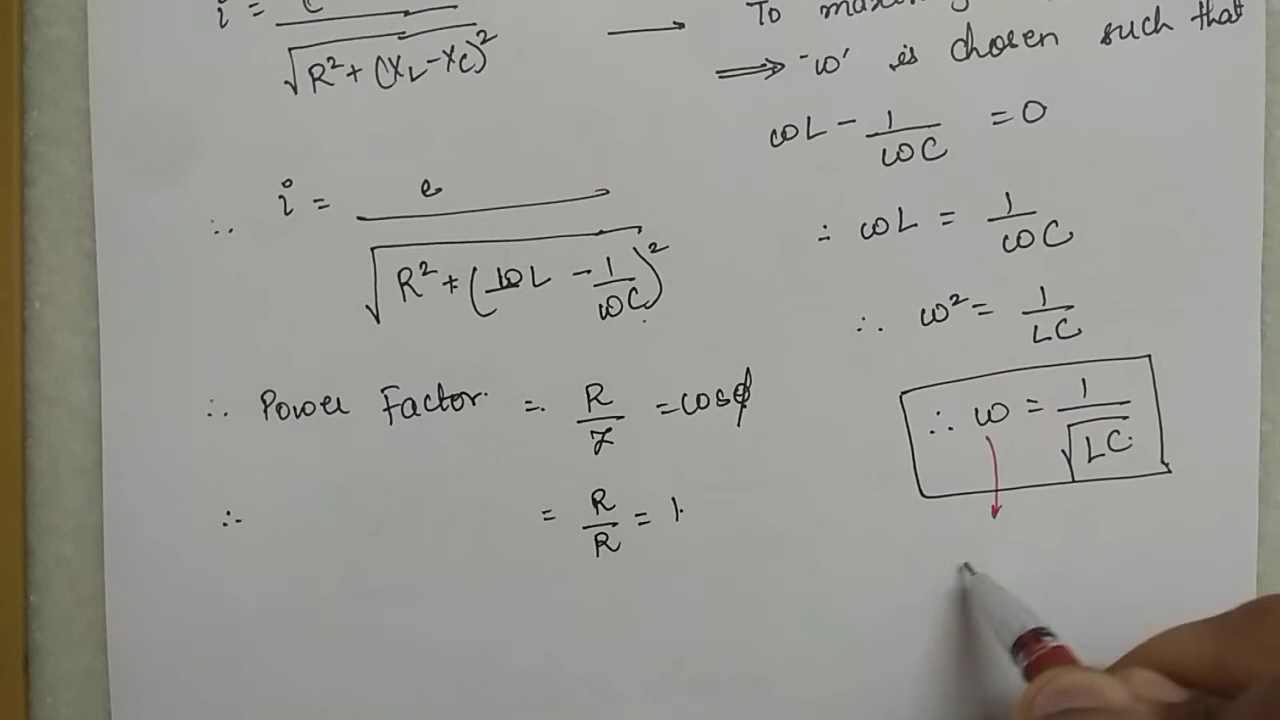 i = e / √(R² + (XL - XC)²) ⟶ To
⟹ 'ω' is chosen such that
ωL - 1/ωC = 0
∴ i = e / √(R² + (ωL - 1/ωC)²)
∴ ωL = 1/ωC
∴ ω² = 1/LC
∴ Power Factor = R/Z = cosφ
∴ ω = 1/√LC
∴ = R/R = 1.